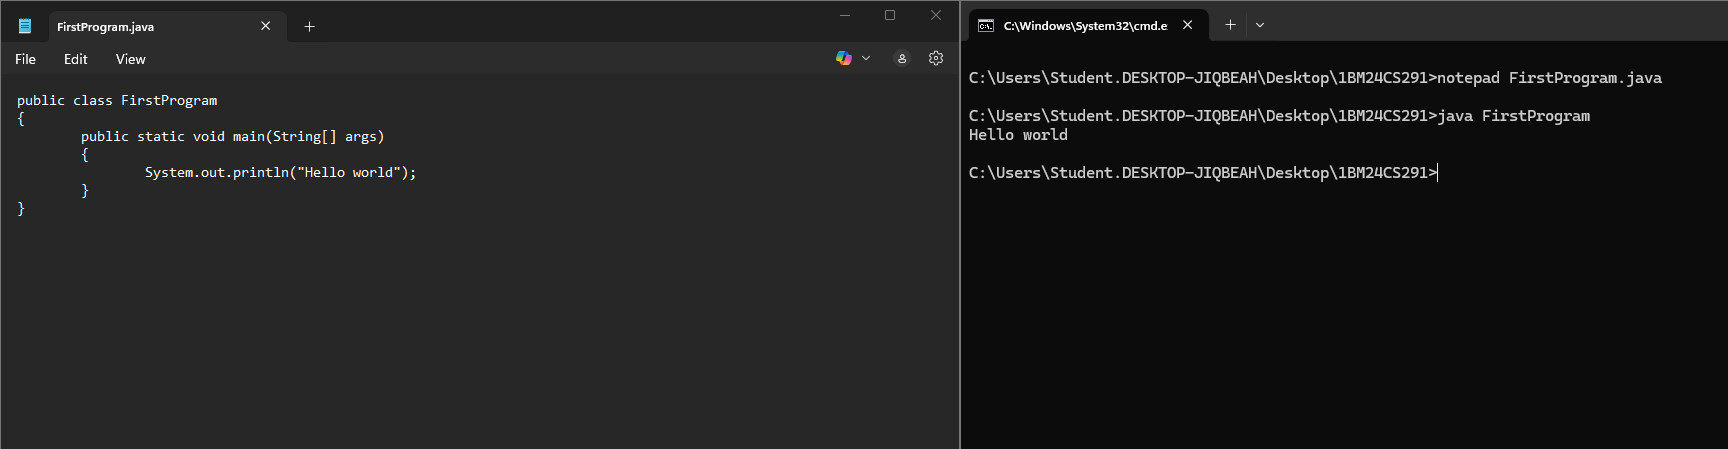 FirstProgram.java
File Edit View
public class FirstProgram
{
public static void main(String[] args)
{
System.out.println("Hello world");
}
}
C:\Windows\System32\cmd.e
C:\Users\Student.DESKTOP-JIQBEAH\Desktop\1BM24CS291>notepad FirstProgram.java
C:\Users\Student.DESKTOP-JIQBEAH\Desktop\1BM24CS291>java FirstProgram
Hello world
C:\Users\Student.DESKTOP-JIQBEAH\Desktop\1BM24CS291>